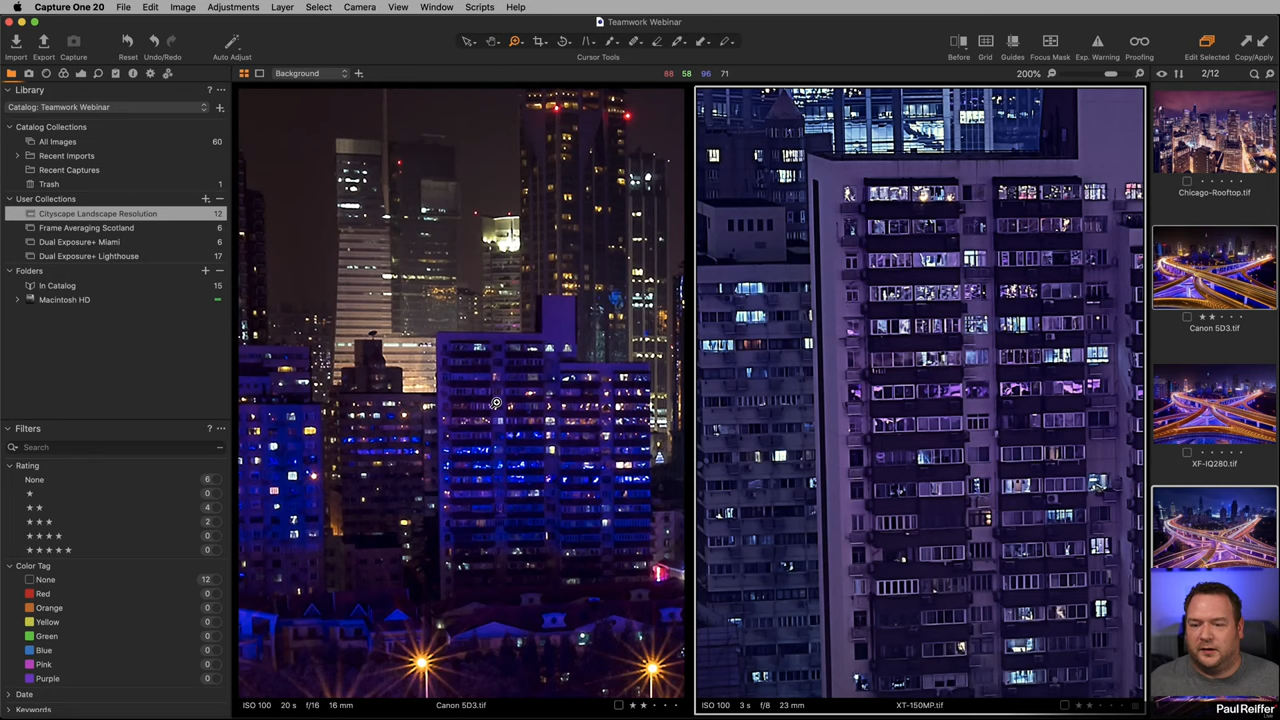 Capture One 20 File Edit Image Adjustments Layer Select Camera View Window Scripts Help
Teamwork Webinar
Import Export Capture Reset Undo/Redo Auto Adjust Cursor Tools Before Grid Guides Focus Mask Exp. Warning Proofing Edit Selected Copy/Apply
Background 88 58 96 71 200% 2/12
Library ? ...
Catalog: Teamwork Webinar
Catalog Collections
All Images 60
Recent Imports
Recent Captures
Trash 1
User Collections
Cityscape Landscape Resolution 12
Frame Averaging Scotland 6
Dual Exposure+ Miami 6
Dual Exposure+ Lighthouse 17
Folders
In Catalog 15
Macintosh HD
Filters ? ...
Search
Rating
None 6
★ 0
★ ★ 4
★ ★ ★ 2
★ ★ ★ ★ 0
★ ★ ★ ★ ★ 0
Color Tag
None 12
Red 0
Orange 0
Yellow 0
Green 0
Blue 0
Pink 0
Purple 0
Date
Keywords
ISO 100 20 s f/16 16 mm Canon 5D3.tif
ISO 100 3 s f/8 23 mm XT-150MP.tif
Chicago-Rooftop.tif
Canon 5D3.tif
XF-IQ280.tif
Paul Reiffer
Live